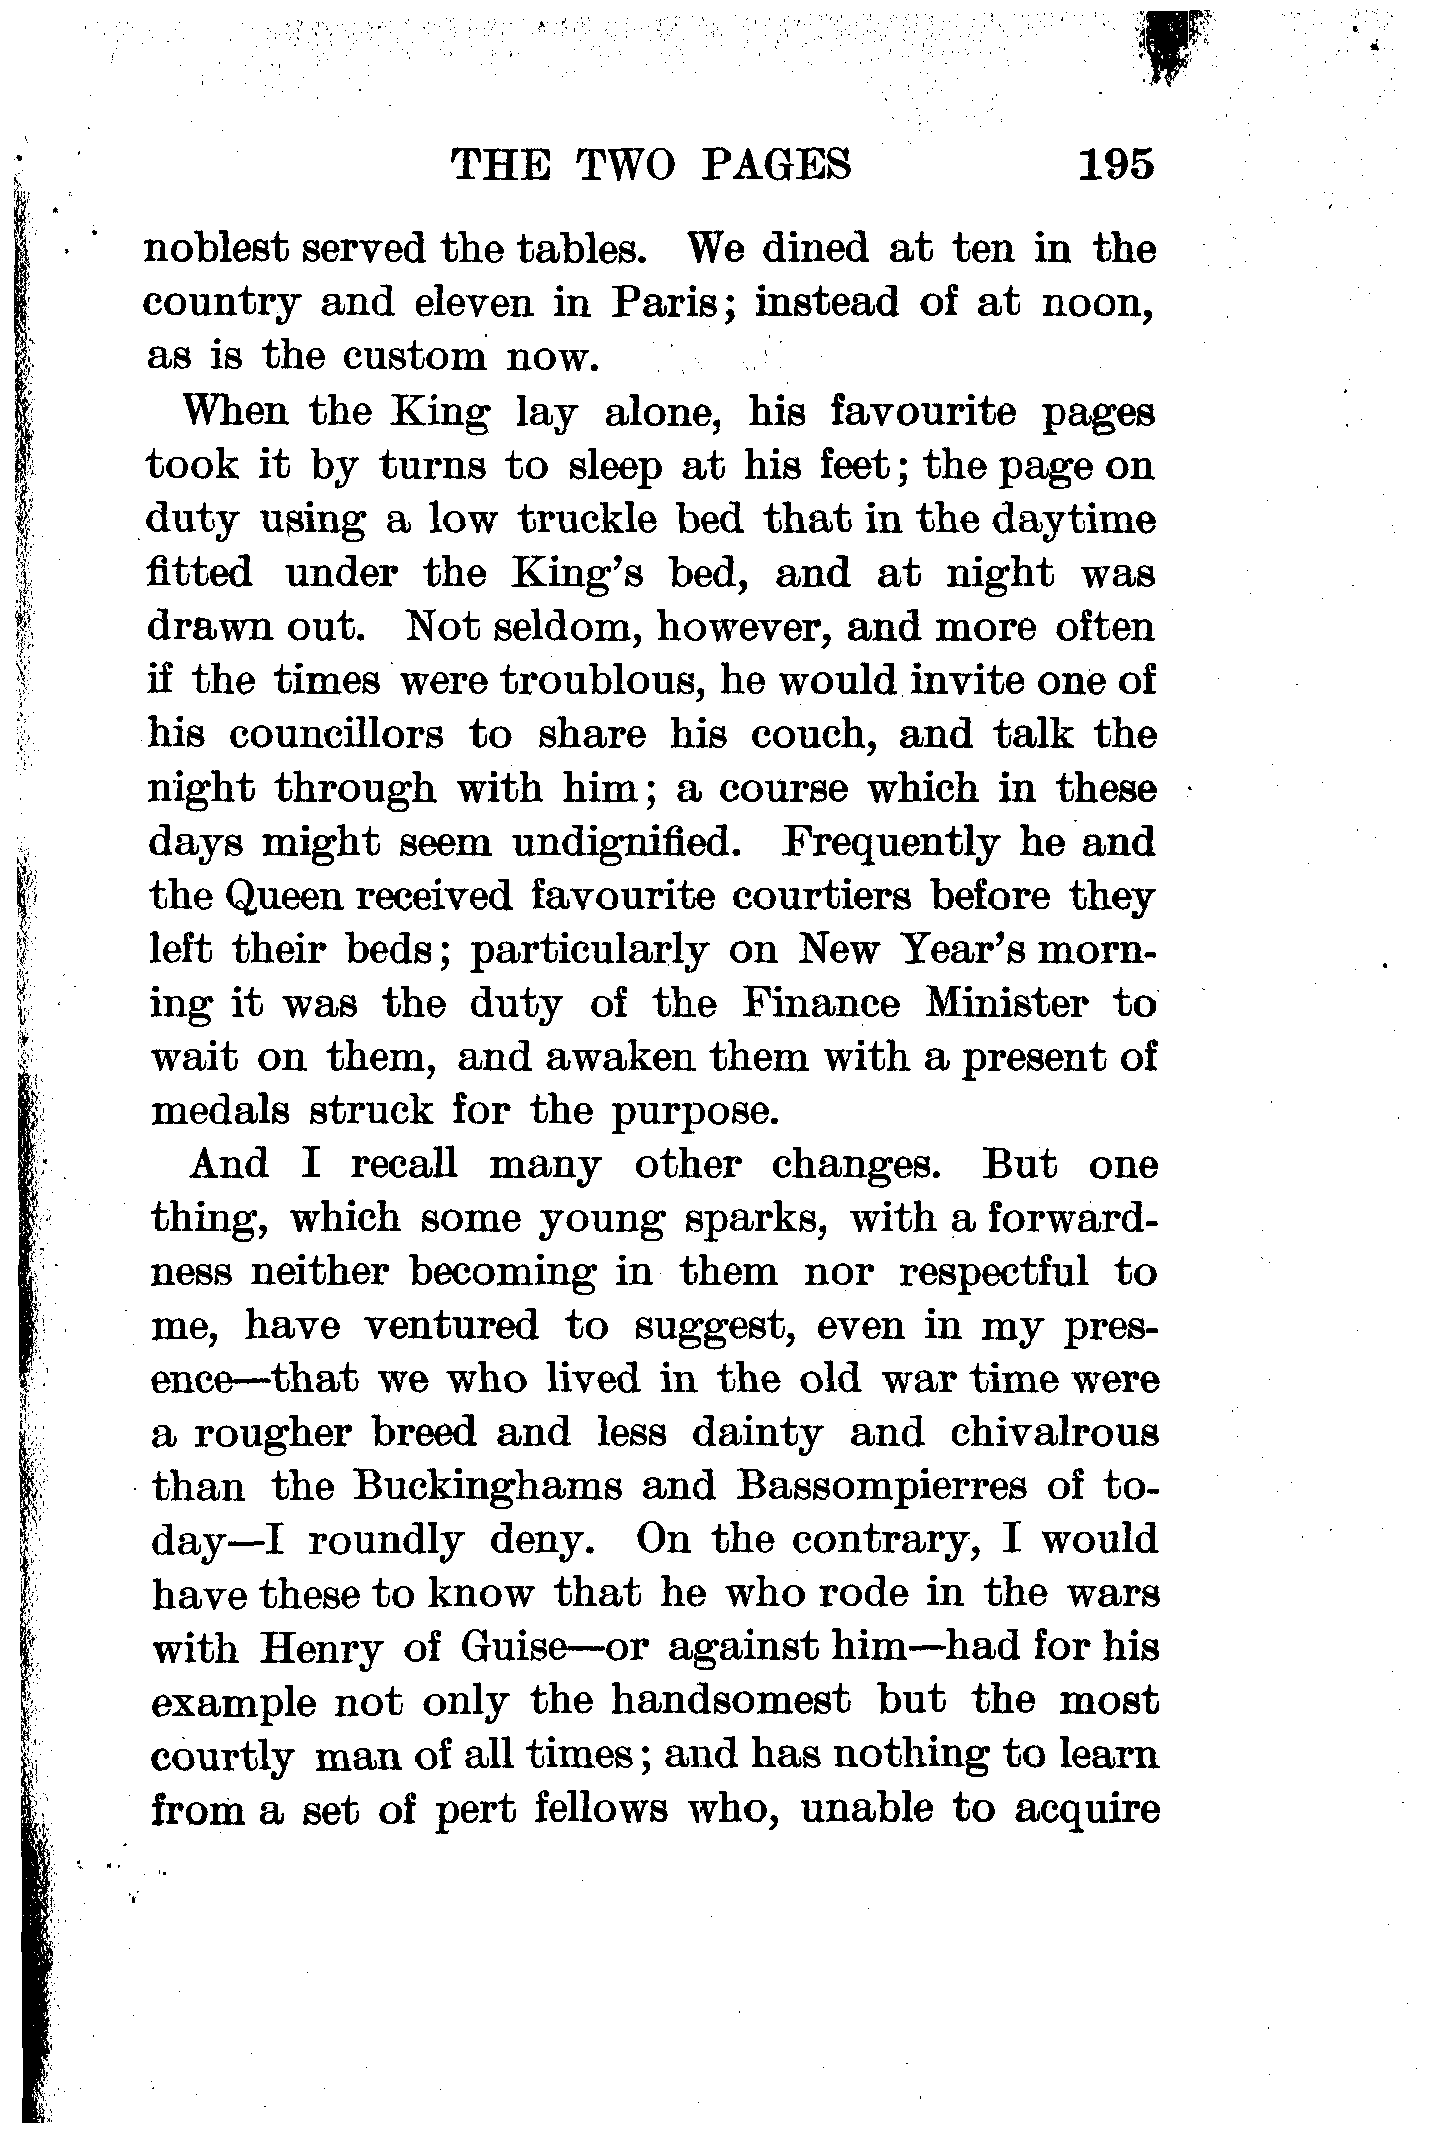 THE TWO PAGES 195
noblest served the tables. We dined at ten in the
country and eleven in Paris; instead of at noon,
as is the custom now.
When the King lay alone, his favourite pages
took it by turns to sleep at his feet; the page on
duty using a low truckle bed that in the daytime
fitted under the King's bed, and at night was
drawn out. Not seldom, however, and more often
if the times were troublous, he would invite one of
his councillors to share his couch, and talk the
night through with him; a course which in these
days might seem undignified. Frequently he and
the Queen received favourite courtiers before they
left their beds; particularly on New Year's morn-
ing it was the duty of the Finance Minister to
wait on them, and awaken them with a present of
medals struck for the purpose.
And I recall many other changes. But one
thing, which some young sparks, with a forward-
ness neither becoming in them nor respectful to
me, have ventured to suggest, even in my pres-
ence—that we who lived in the old war time were
a rougher breed and less dainty and chivalrous
than the Buckinghams and Bassompierres of to-
day—I roundly deny. On the contrary, I would
have these to know that he who rode in the wars
with Henry of Guise—or against him—had for his
example not only the handsomest but the most
courtly man of all times; and has nothing to learn
from a set of pert fellows who, unable to acquire